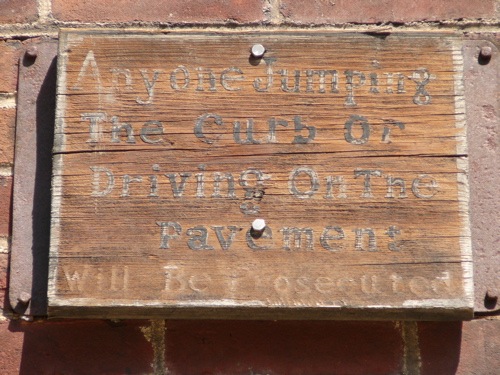 Anyone Jumping
The Curb Or
Driving On The
Pavement
Will Be Prosecuted